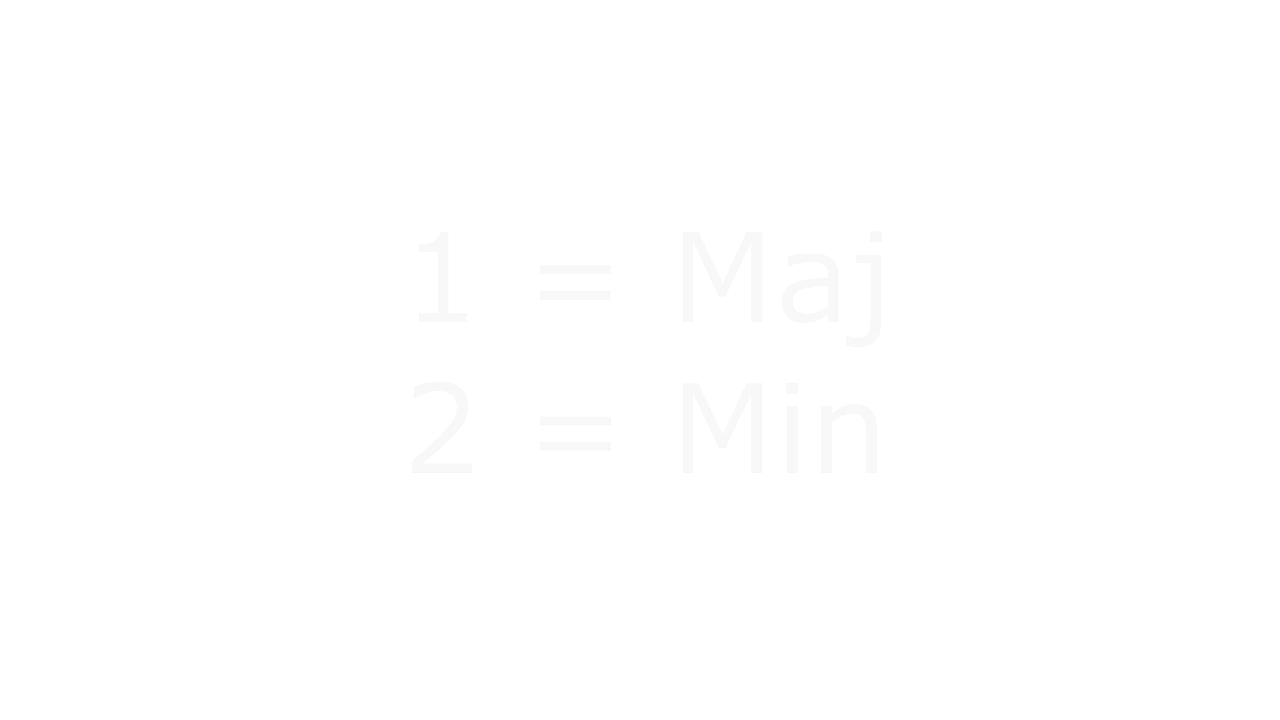 1 = Maj
2 = Min